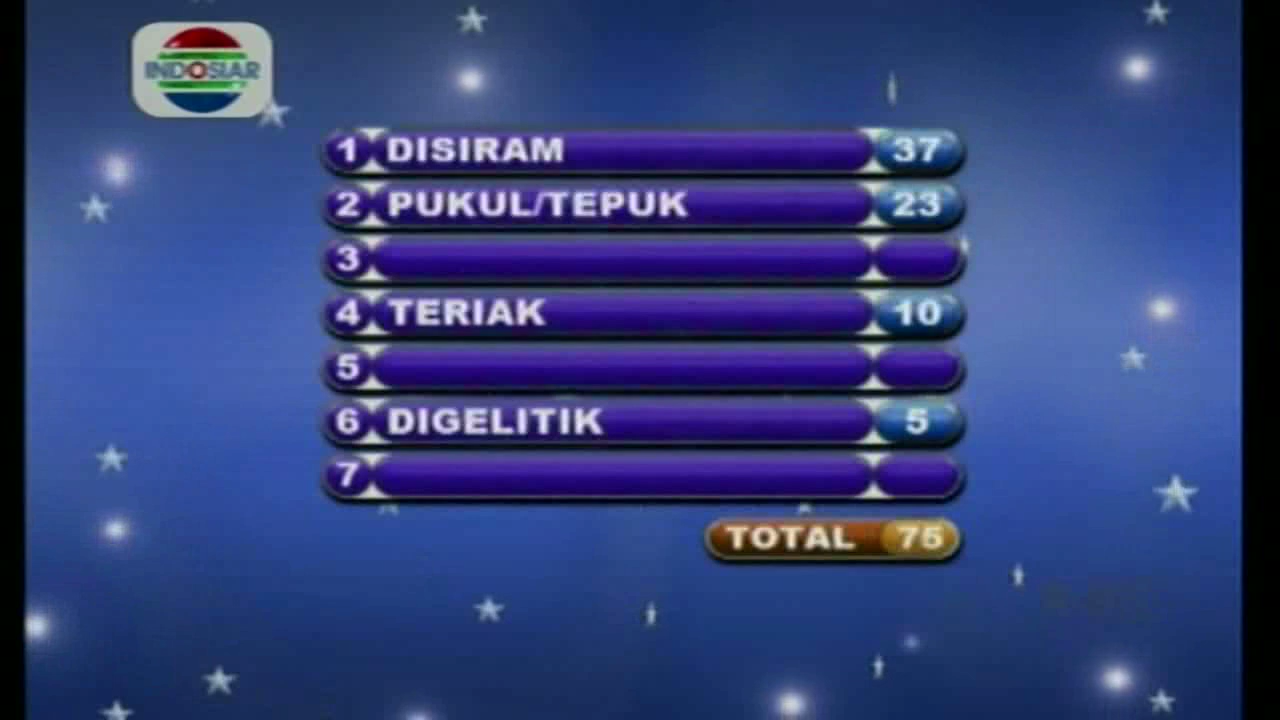 INDOSIAR
1 DISIRAM 37
2 PUKUL/TEPUK 23
3
4 TERIAK 10
5
6 DIGELITIK 5
7
TOTAL 75